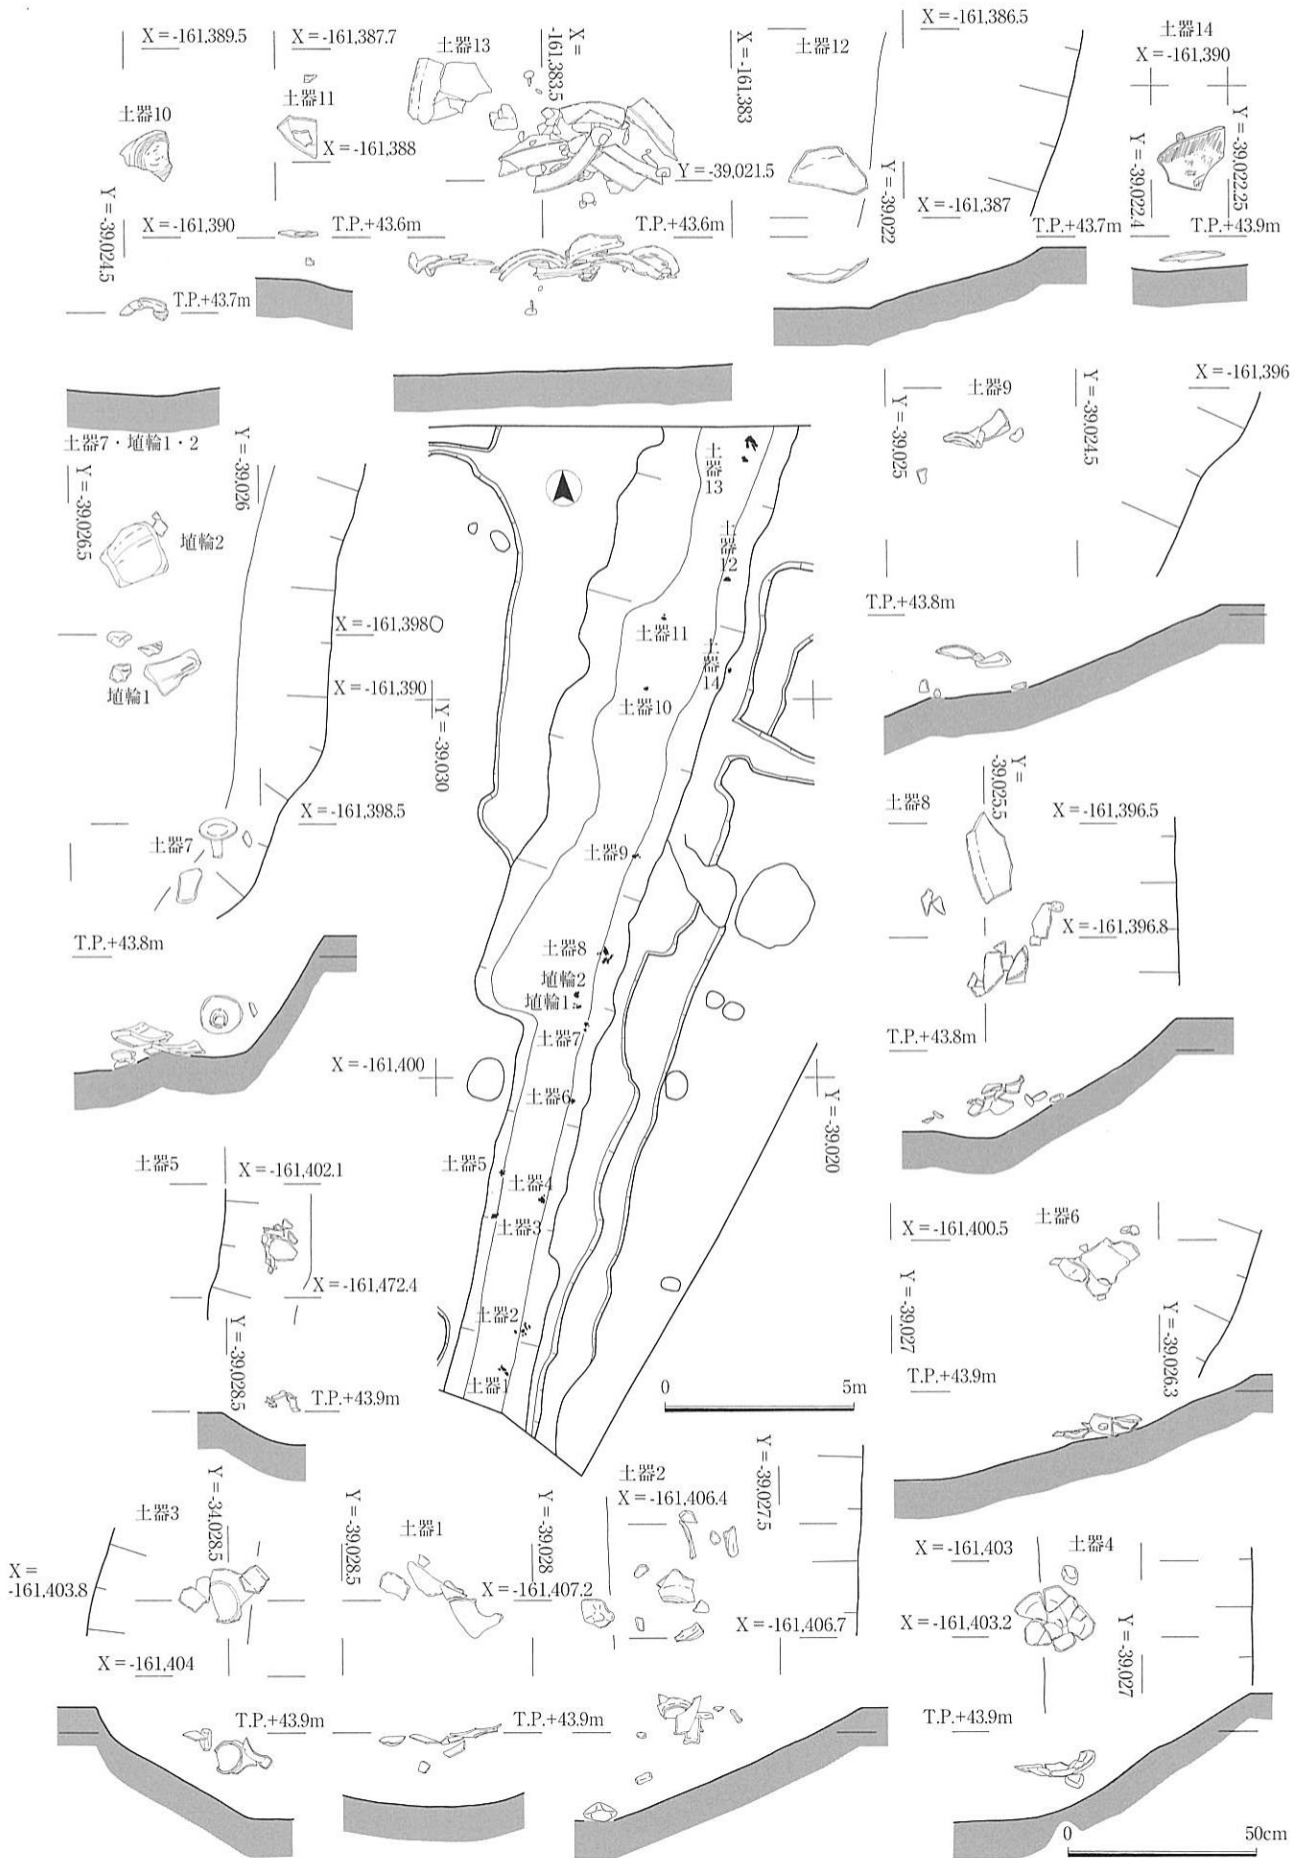 X = -161,389.5
土器10
Y = -39,024.5
X = -161,390
T.P.+43.7m
X = -161,387.7
土器11
X = -161,388
T.P.+43.6m
土器13
X =
-161,383.5
X = -161,383
Y = -39,021.5
T.P.+43.6m
土器12
X = -161,386.5
Y = -39,022
X = -161,387
T.P.+43.7m
土器14
X = -161,390
Y = -39,022.4
Y = -39,022.25
T.P.+43.9m
土器7・埴輪1・2
Y = -39,026.5
Y = -39,026
埴輪2
X = -161,398
埴輪1
X = -161,398.5
土器7
T.P.+43.8m
土器13
土器12
土器11
土器14
土器10
X = -161,390
Y = -39,030
土器9
土器8
埴輪2
埴輪1
土器7
X = -161,400
土器6
Y = -39,020
土器5
土器4
土器3
土器2
土器1
0
5m
土器9
X = -161,396
Y = -39,025
Y = -39,024.5
T.P.+43.8m
土器8
Y =
-39,025.5
X = -161,396.5
X = -161,396.8
T.P.+43.8m
土器5
X = -161,402.1
X = -161,472.4
Y = -39,028.5
T.P.+43.9m
土器6
X = -161,400.5
Y = -39,027
Y = -39,026.3
T.P.+43.9m
土器3
Y = -34,028.5
X =
-161,403.8
X = -161,404
T.P.+43.9m
土器1
Y = -39,028.5
Y = -39,028
X = -161,407.2
T.P.+43.9m
土器2
X = -161,406.4
Y = -39,027.5
X = -161,406.7
土器4
X = -161,403
X = -161,403.2
Y = -39,027
T.P.+43.9m
0
50cm